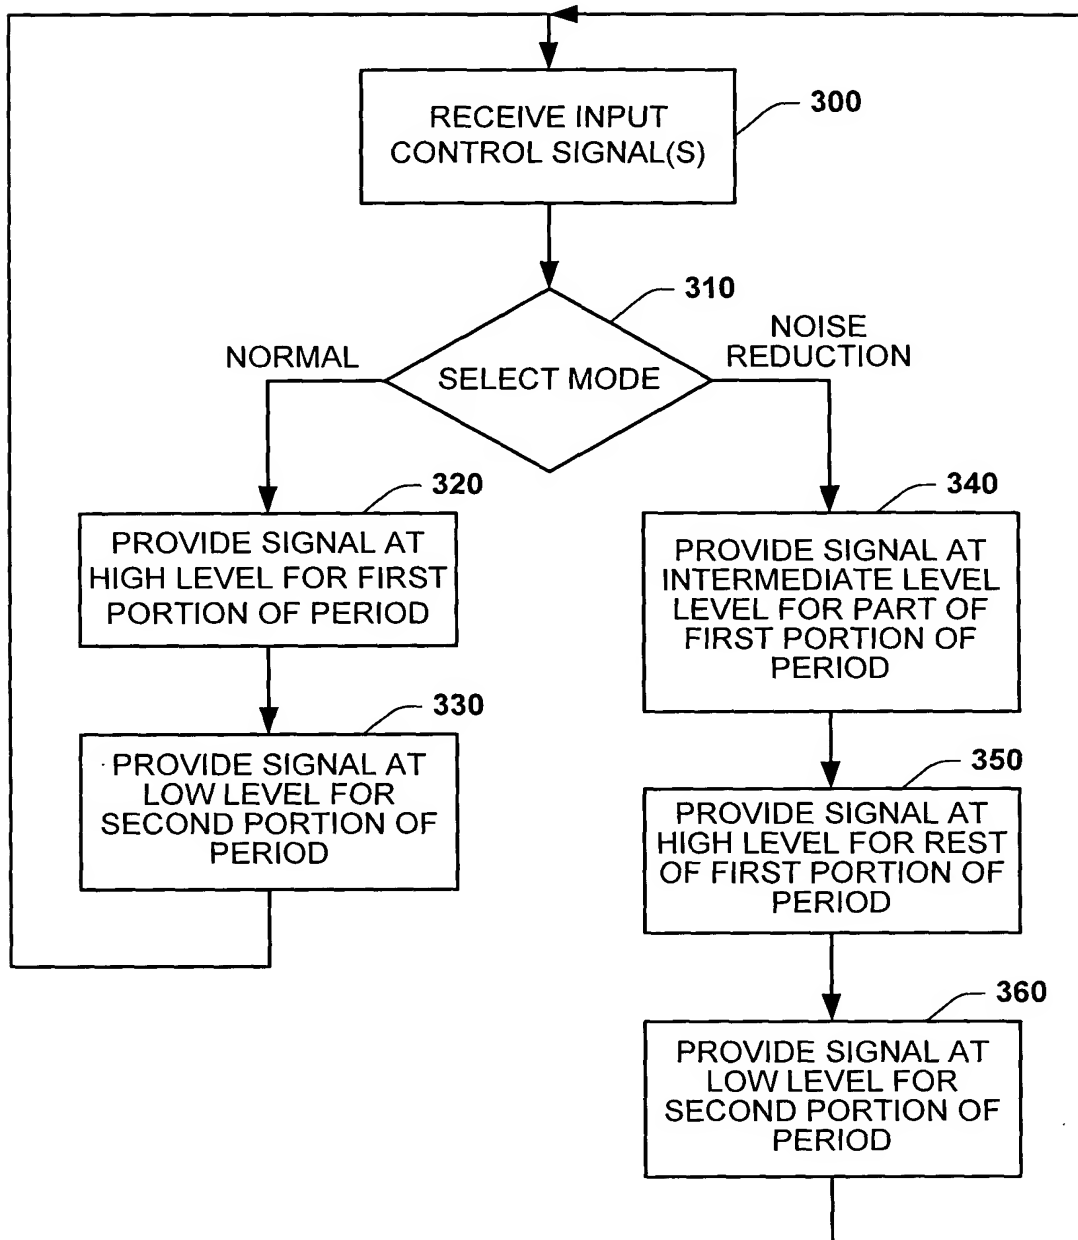 RECEIVE INPUT
CONTROL SIGNAL(S)
300
310
SELECT MODE
NORMAL
NOISE
REDUCTION
320
PROVIDE SIGNAL AT
HIGH LEVEL FOR FIRST
PORTION OF PERIOD
330
PROVIDE SIGNAL AT
LOW LEVEL FOR
SECOND PORTION OF
PERIOD
340
PROVIDE SIGNAL AT
INTERMEDIATE LEVEL
LEVEL FOR PART OF
FIRST PORTION OF
PERIOD
350
PROVIDE SIGNAL AT
HIGH LEVEL FOR REST
OF FIRST PORTION OF
PERIOD
360
PROVIDE SIGNAL AT
LOW LEVEL FOR
SECOND PORTION OF
PERIOD